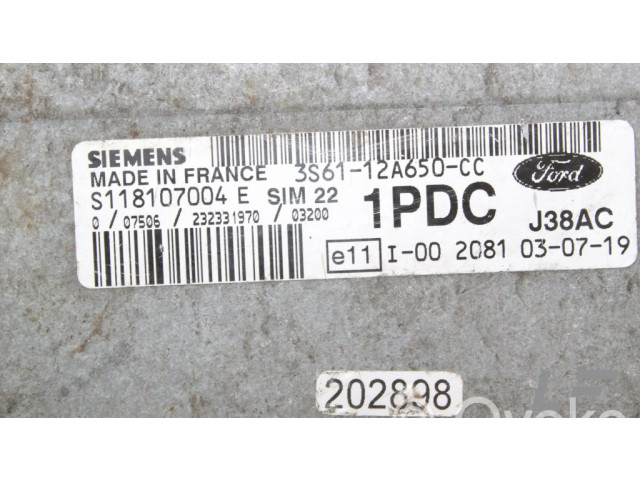 SIEMENS
MADE IN FRANCE 3S61-12A650-CC
Ford
S118107004 E SIM 22 1PDC J38AC
0 / 07506 / 232331970 / 03200
e11 I-00 2081 03-07-19
202898